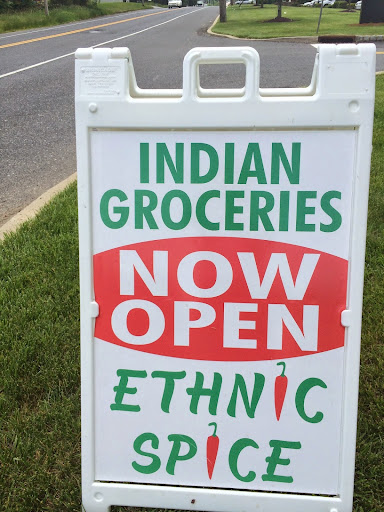 INDIAN
GROCERIES
NOW
OPEN
ETHNIC
SPICE